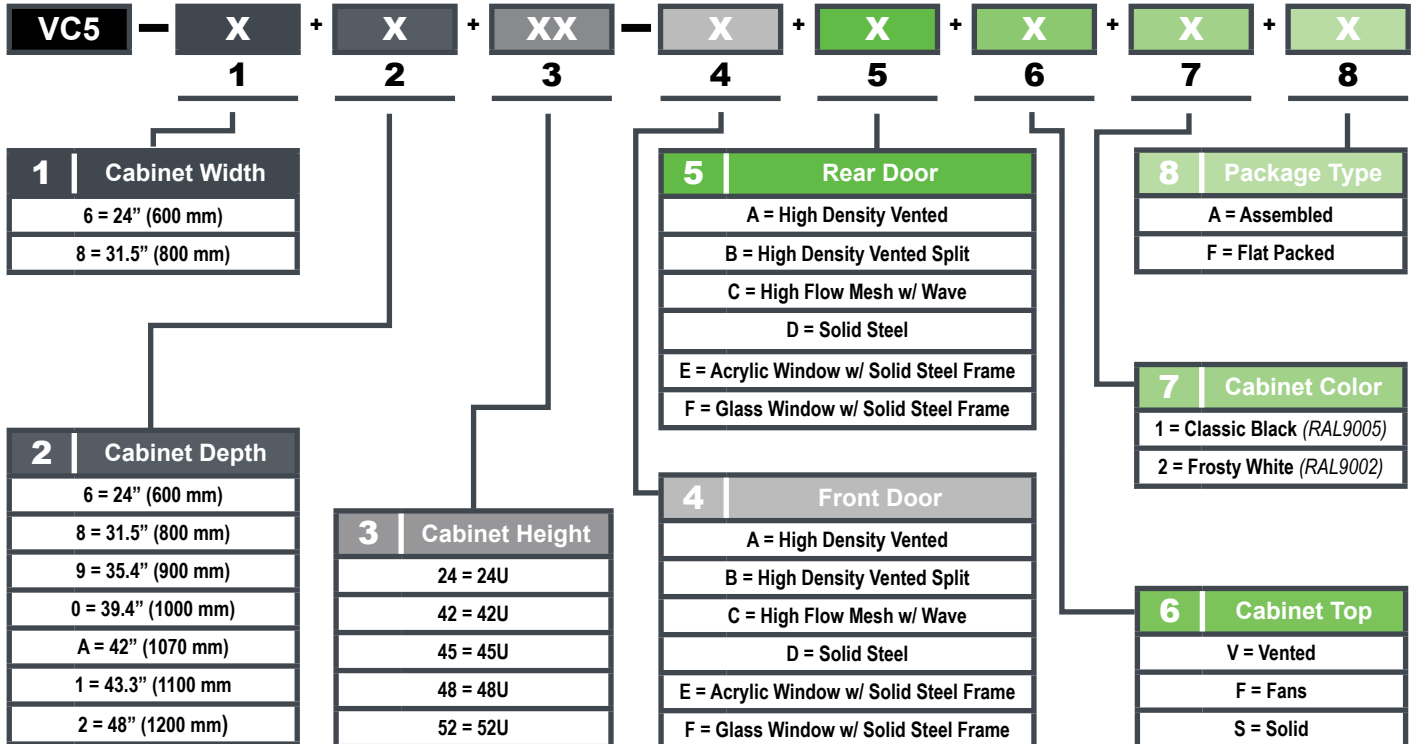 VC5 – X + X + XX – X + X + X + X + X
1 2 3 4 5 6 7 8
1 Cabinet Width
6 = 24” (600 mm)
8 = 31.5” (800 mm)
2 Cabinet Depth
6 = 24” (600 mm)
8 = 31.5” (800 mm)
9 = 35.4” (900 mm)
0 = 39.4” (1000 mm)
A = 42” (1070 mm)
1 = 43.3” (1100 mm
2 = 48” (1200 mm)
3 Cabinet Height
24 = 24U
42 = 42U
45 = 45U
48 = 48U
52 = 52U
5 Rear Door
A = High Density Vented
B = High Density Vented Split
C = High Flow Mesh w/ Wave
D = Solid Steel
E = Acrylic Window w/ Solid Steel Frame
F = Glass Window w/ Solid Steel Frame
4 Front Door
A = High Density Vented
B = High Density Vented Split
C = High Flow Mesh w/ Wave
D = Solid Steel
E = Acrylic Window w/ Solid Steel Frame
F = Glass Window w/ Solid Steel Frame
8 Package Type
A = Assembled
F = Flat Packed
7 Cabinet Color
1 = Classic Black (RAL9005)
2 = Frosty White (RAL9002)
6 Cabinet Top
V = Vented
F = Fans
S = Solid